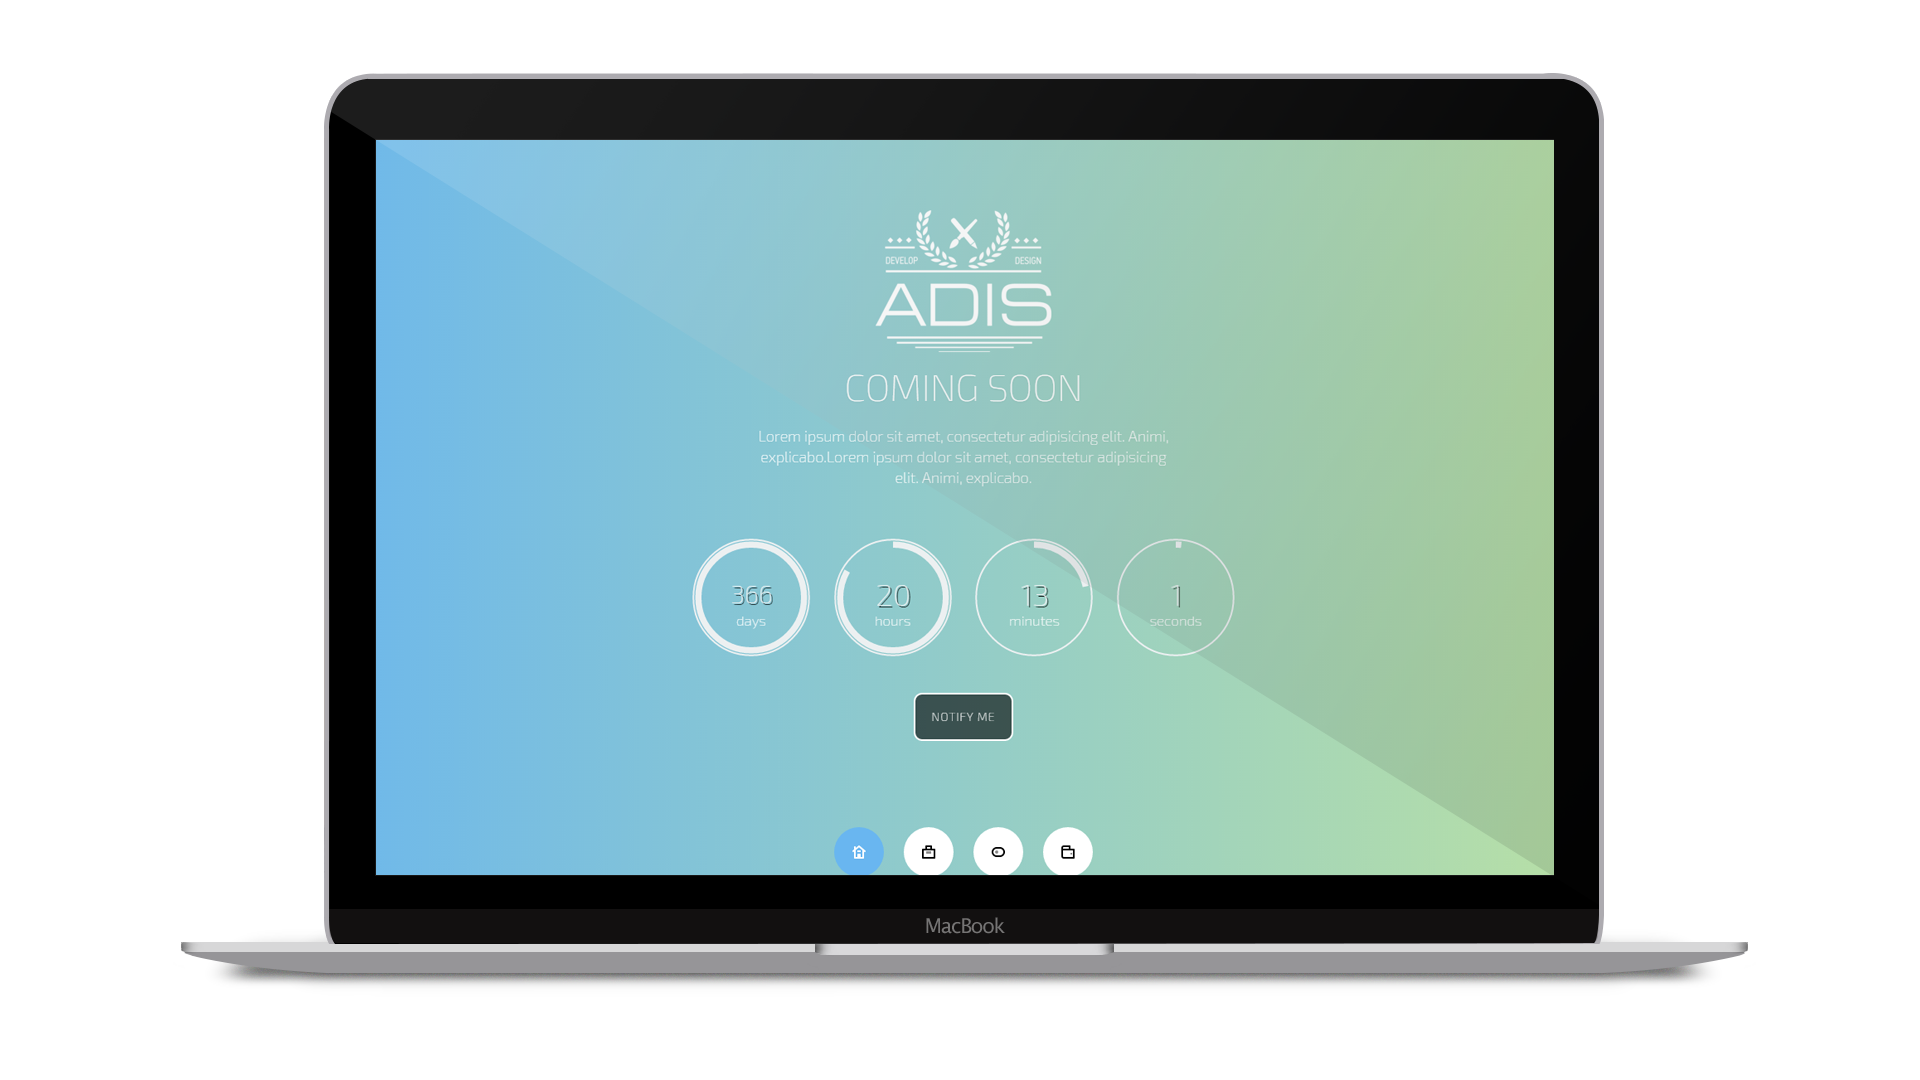 DEVELOP DESIGN
ADIS
COMING SOON
Lorem ipsum dolor sit amet, consectetur adipisicing elit. Animi,
explicabo.Lorem ipsum dolor sit amet, consectetur adipisicing
elit. Animi, explicabo.
366 20 13 1
days hours minutes seconds
NOTIFY ME
MacBook